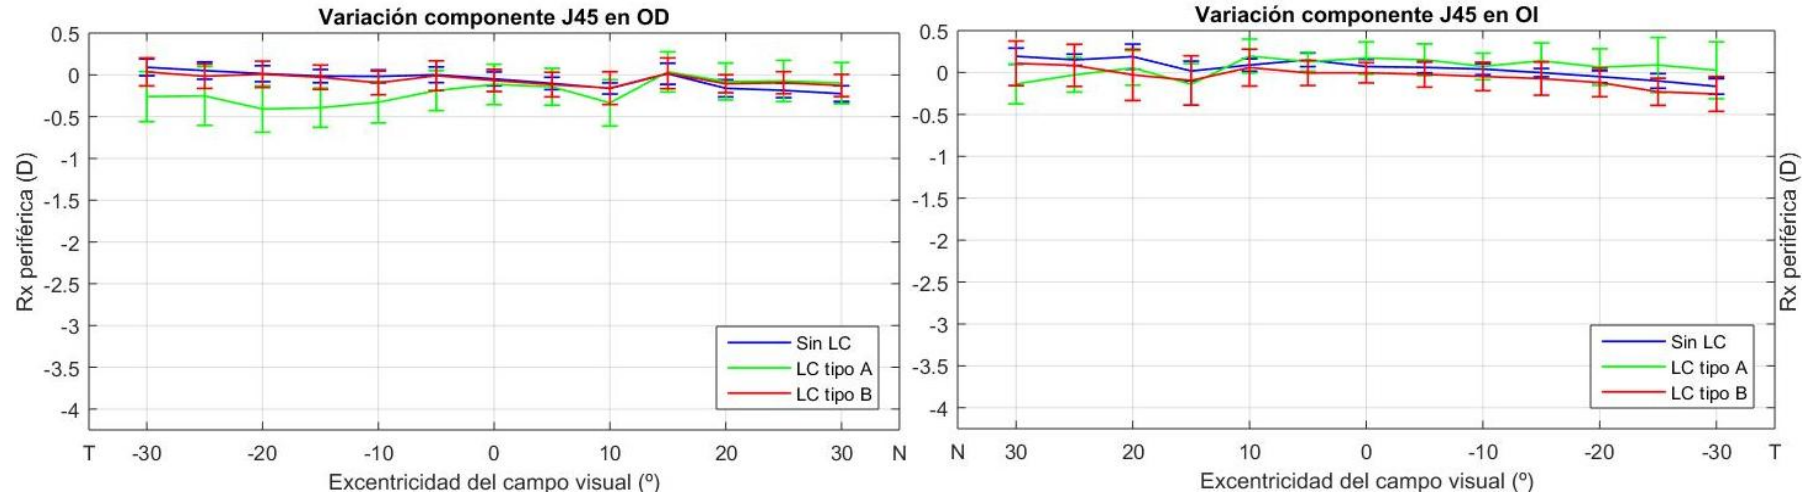 Variación componente J45 en OD
0.5
0
-0.5
-1
-1.5
-2
-2.5
-3
-3.5
-4
Rx periférica (D)
Sin LC
LC tipo A
LC tipo B
T -30 -20 -10 0 10 20 30 N
Excentricidad del campo visual (º)
Variación componente J45 en OI
0.5
0
-0.5
-1
-1.5
-2
-2.5
-3
-3.5
-4
Rx periférica (D)
Sin LC
LC tipo A
LC tipo B
N 30 20 10 0 -10 -20 -30 T
Excentricidad del campo visual (º)